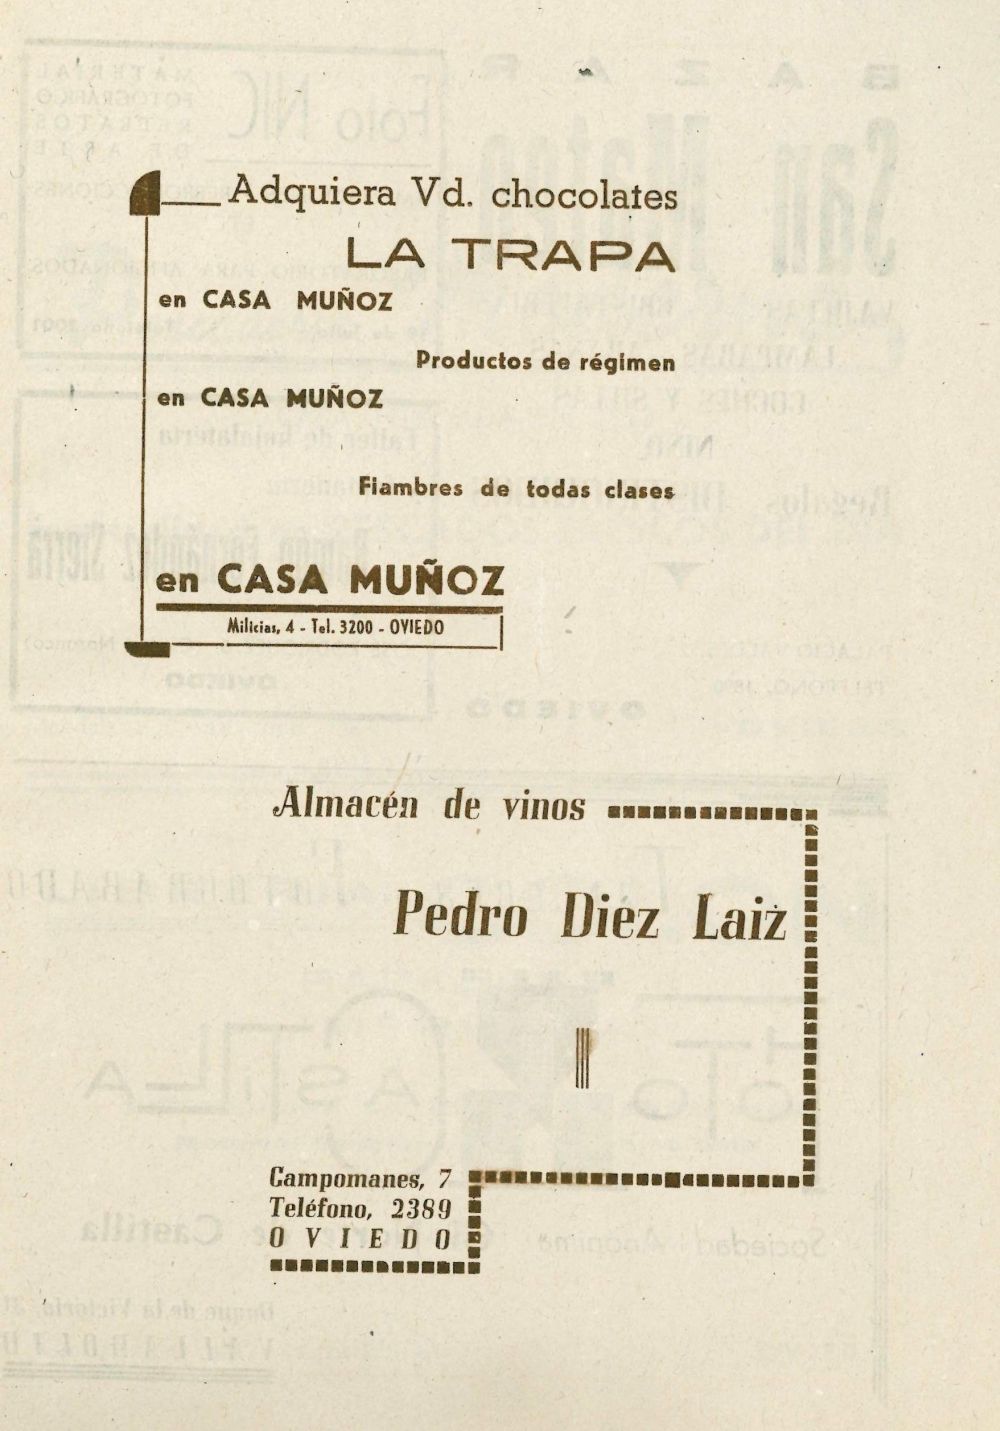 Adquiera Vd. chocolates
LA TRAPA
en CASA MUÑOZ
Productos de régimen
en CASA MUÑOZ
Fiambres de todas clases
en CASA MUÑOZ
Milicias, 4 - Tel. 3200 - OVIEDO
Almacén de vinos
Pedro Diez Laiz
Campomanes, 7
Teléfono, 2389
OVIEDO